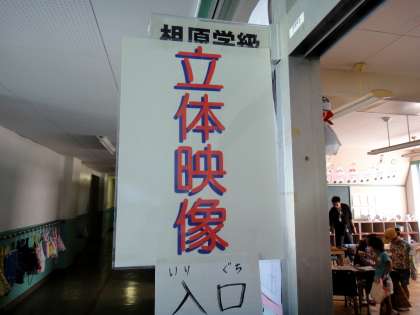 相原学級
立体映像
いりぐち
入口